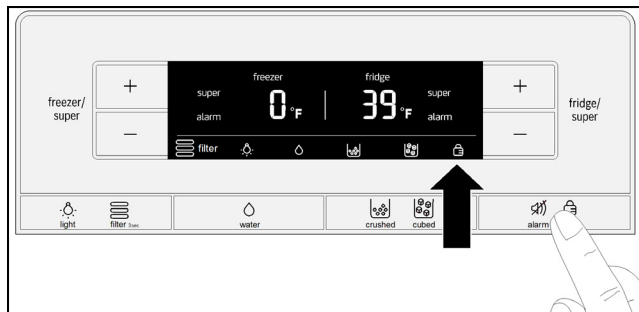 freezer fridge
super super
0°F 39°F
alarm alarm
filter
+ +
freezer/ super
fridge/ super
– –
light filter 3sec.
water
crushed cubed
alarm